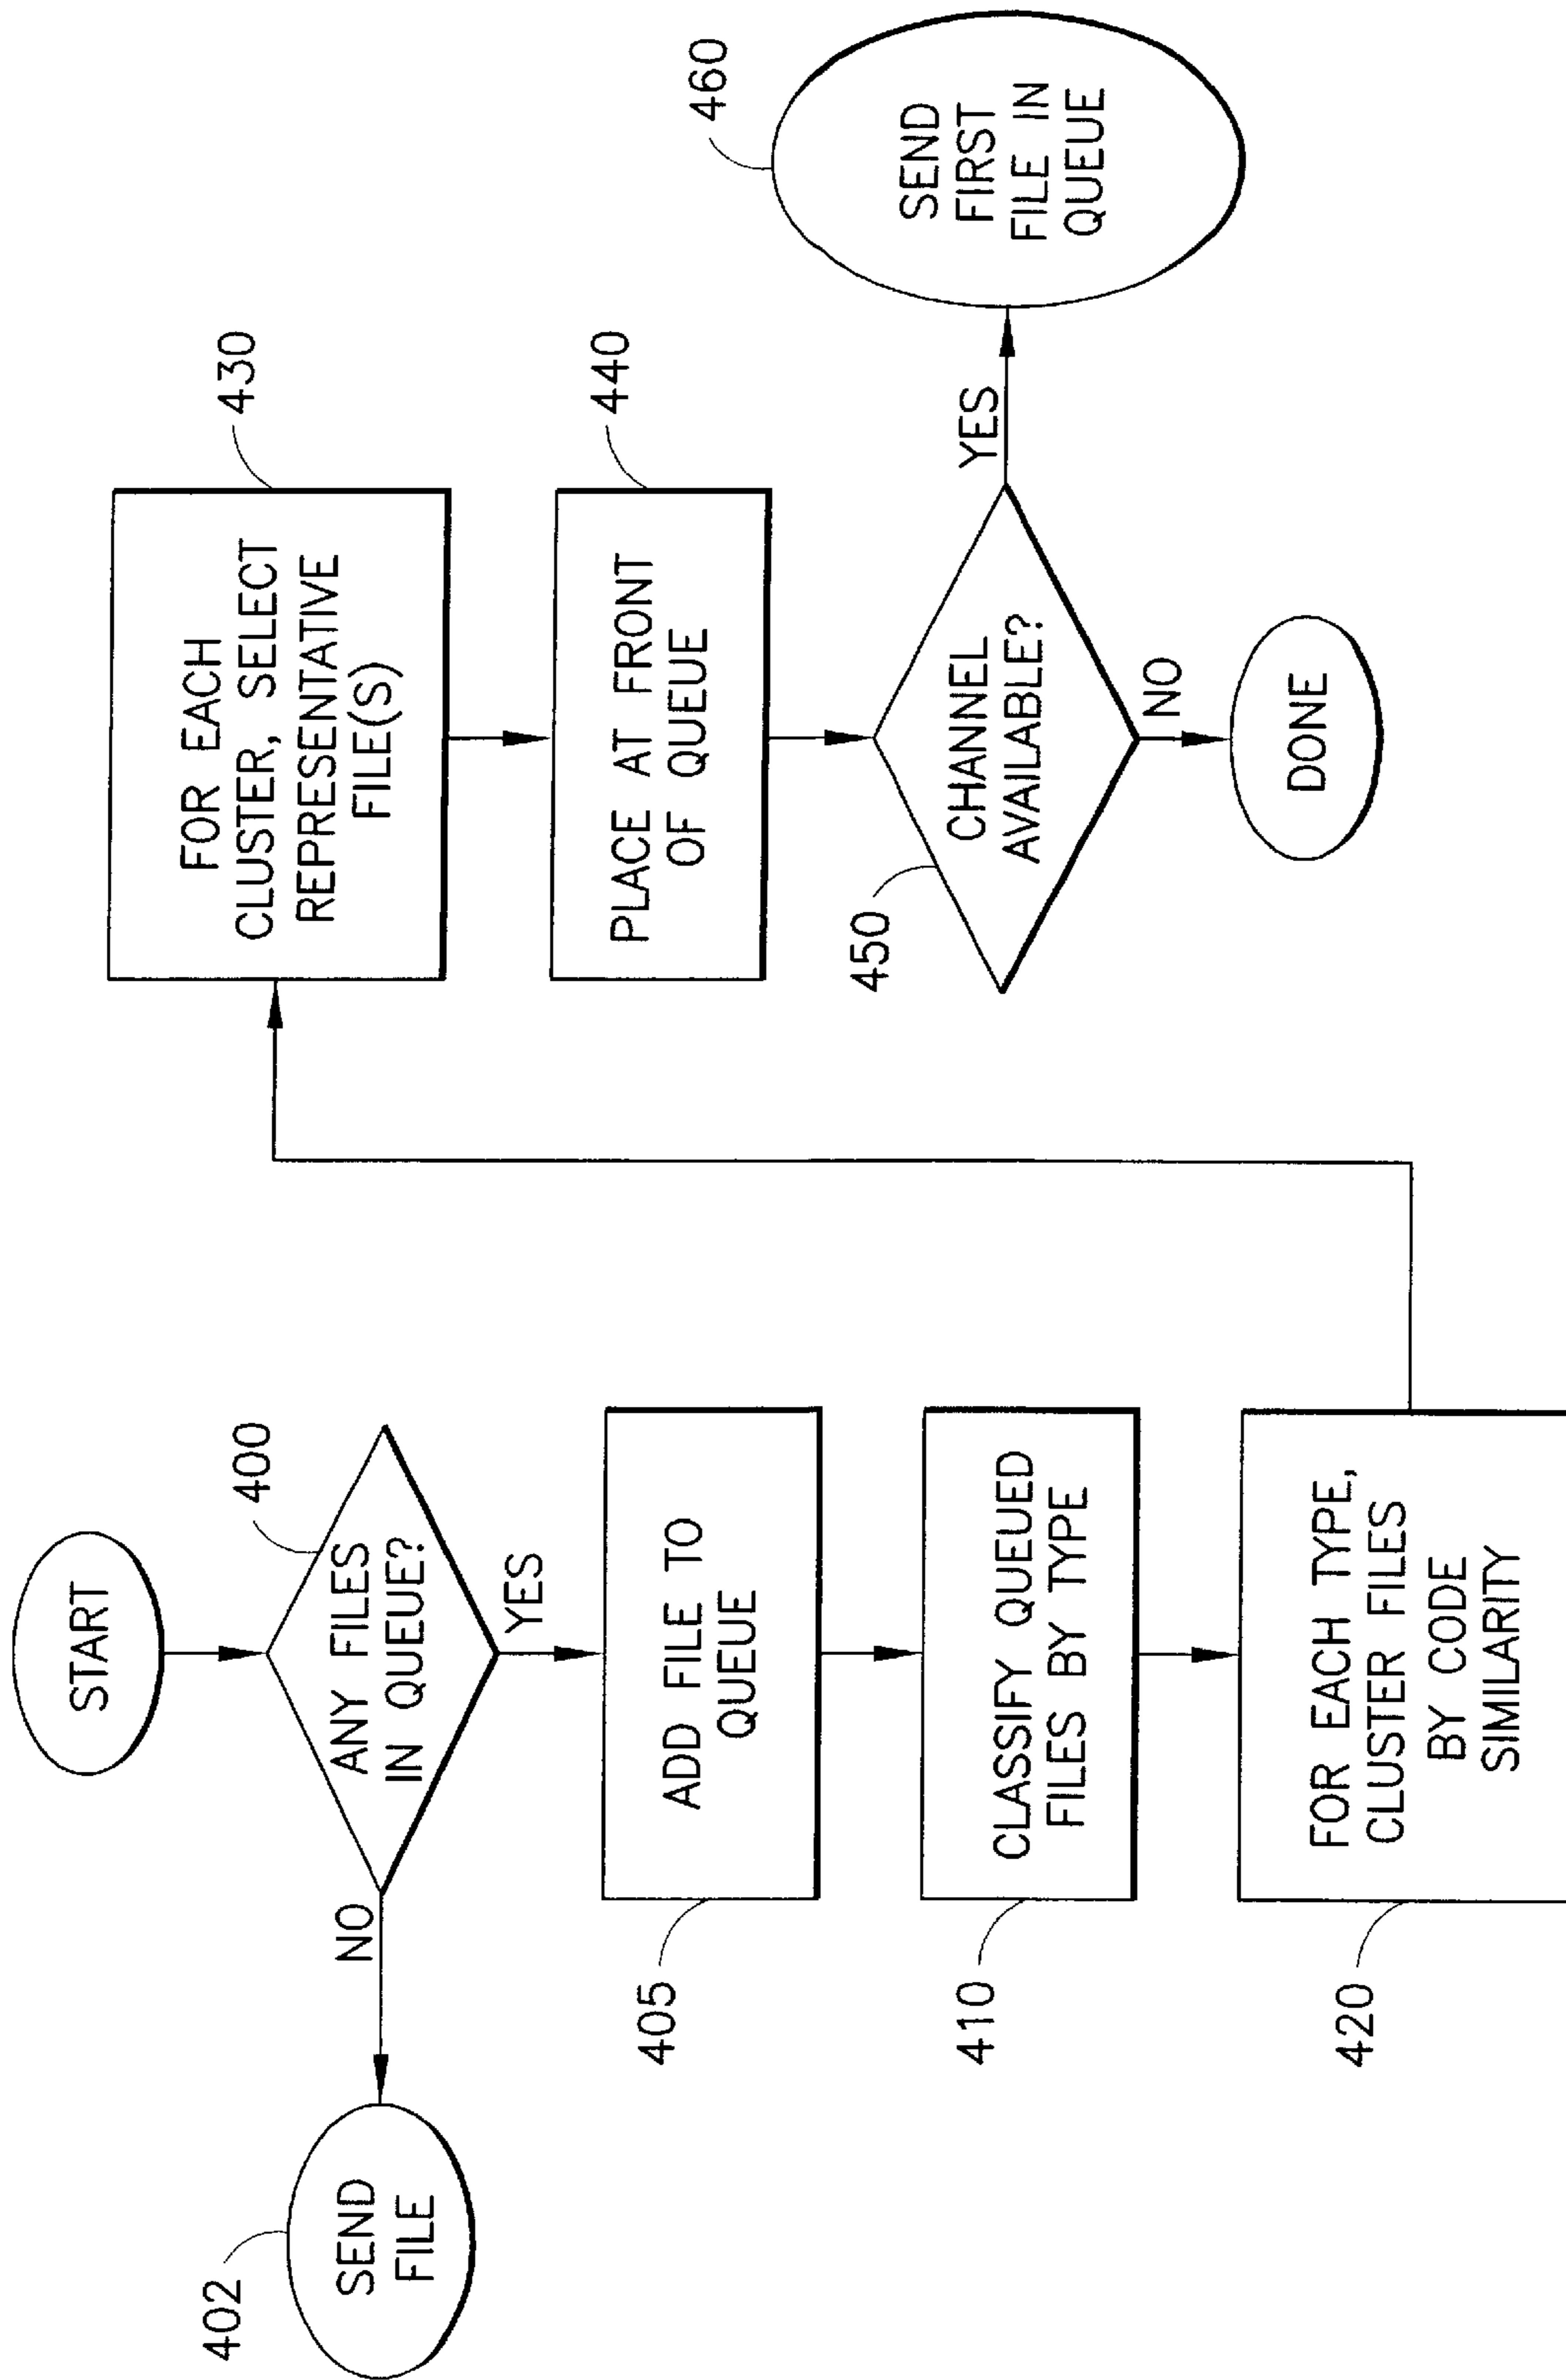 START
400
ANY FILES
IN QUEUE?
NO
402
SEND
FILE
YES
405
ADD FILE TO
QUEUE
410
CLASSIFY QUEUED
FILES BY TYPE
420
FOR EACH TYPE,
CLUSTER FILES
BY CODE
SIMILARITY
430
FOR EACH
CLUSTER, SELECT
REPRESENTATIVE
FILE(S)
440
PLACE AT FRONT
OF QUEUE
450
CHANNEL
AVAILABLE?
YES
460
SEND
FIRST
FILE IN
QUEUE
NO
DONE